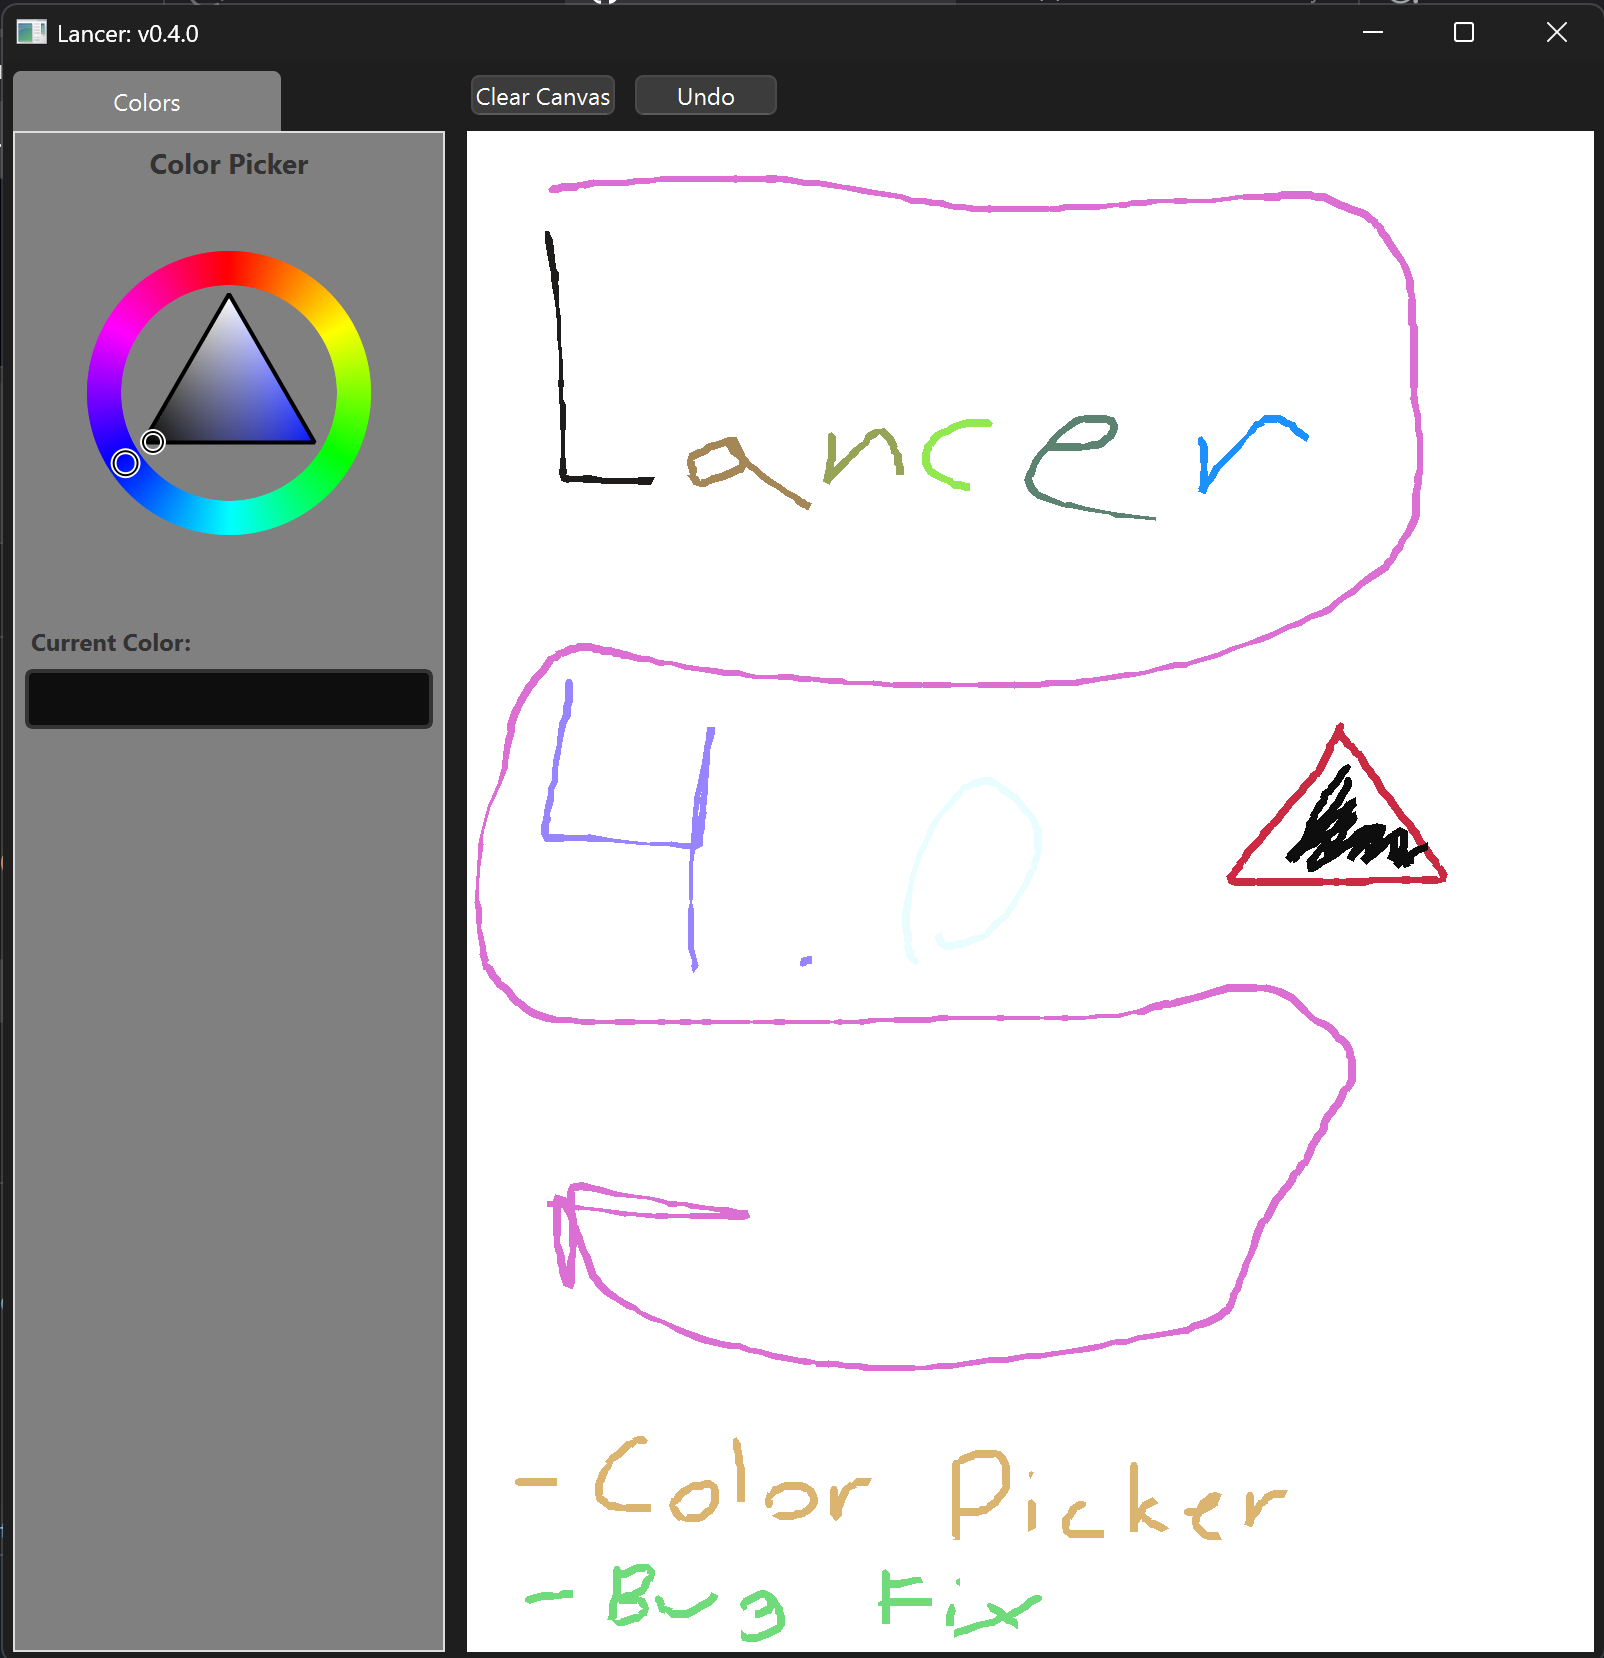 Lancer: v0.4.0
Colors
Clear Canvas
Undo
Color Picker
Current Color:
Lancer
4.0
- Color Picker
- Bug Fix